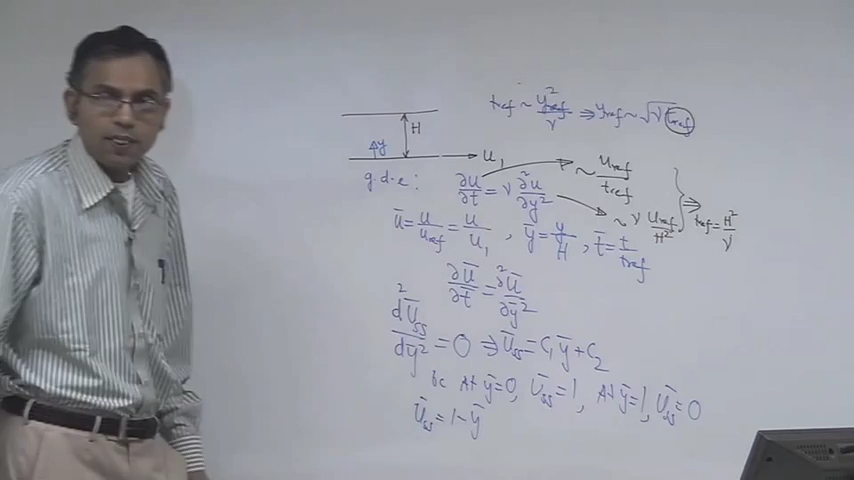 tref ~ y²ref/ν ⇒ yref ~ √(ν tref)
H
y
u₁
g.d.e : ∂u/∂t = ν ∂²u/∂y²
~ uref/tref
~ ν uref/H² } ⇒ tref = H²/ν
ū = u/uref = u/u₁ , ȳ = y/H , t̄ = t/tref
∂ū/∂t̄ = ∂²ū/∂ȳ²
d²ūss/dȳ² = 0 ⇒ ūss = C₁ȳ + C₂
bc At ȳ=0, ūss = 1 , At ȳ=1, ūss = 0
ūss = 1 − ȳ